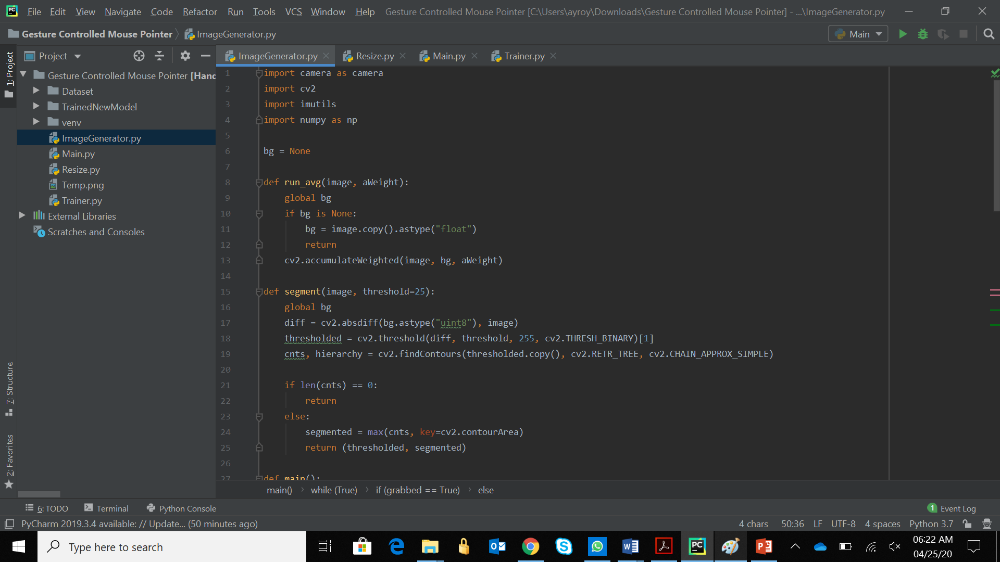 File Edit View Navigate Code Refactor Run Tools VCS Window Help Gesture Controlled Mouse Pointer [C:\Users\ayroy\Downloads\Gesture Controlled Mouse Pointer] - ...\ImageGenerator.py
Gesture Controlled Mouse Pointer ImageGenerator.py Main
Project
ImageGenerator.py Resize.py Main.py Trainer.py
1: Project
7: Structure
2: Favorites
Gesture Controlled Mouse Pointer [Hand
Dataset
TrainedNewModel
venv
ImageGenerator.py
Main.py
Resize.py
Temp.png
Trainer.py
External Libraries
Scratches and Consoles
1 import camera as camera
2 import cv2
3 import imutils
4 import numpy as np
5
6 bg = None
7
8 def run_avg(image, aWeight):
9     global bg
10     if bg is None:
11         bg = image.copy().astype("float")
12         return
13     cv2.accumulateWeighted(image, bg, aWeight)
14
15 def segment(image, threshold=25):
16     global bg
17     diff = cv2.absdiff(bg.astype("uint8"), image)
18     thresholded = cv2.threshold(diff, threshold, 255, cv2.THRESH_BINARY)[1]
19     cnts, hierarchy = cv2.findContours(thresholded.copy(), cv2.RETR_TREE, cv2.CHAIN_APPROX_SIMPLE)
20
21     if len(cnts) == 0:
22         return
23     else:
24         segmented = max(cnts, key=cv2.contourArea)
25         return (thresholded, segmented)
26
27 def main():
main() while (True) if (grabbed == True) else
6: TODO Terminal Python Console 1 Event Log
PyCharm 2019.3.4 available: // Update... (50 minutes ago) 4 chars 50:36 LF UTF-8 4 spaces Python 3.7
Type here to search
06:22 AM
04/25/20